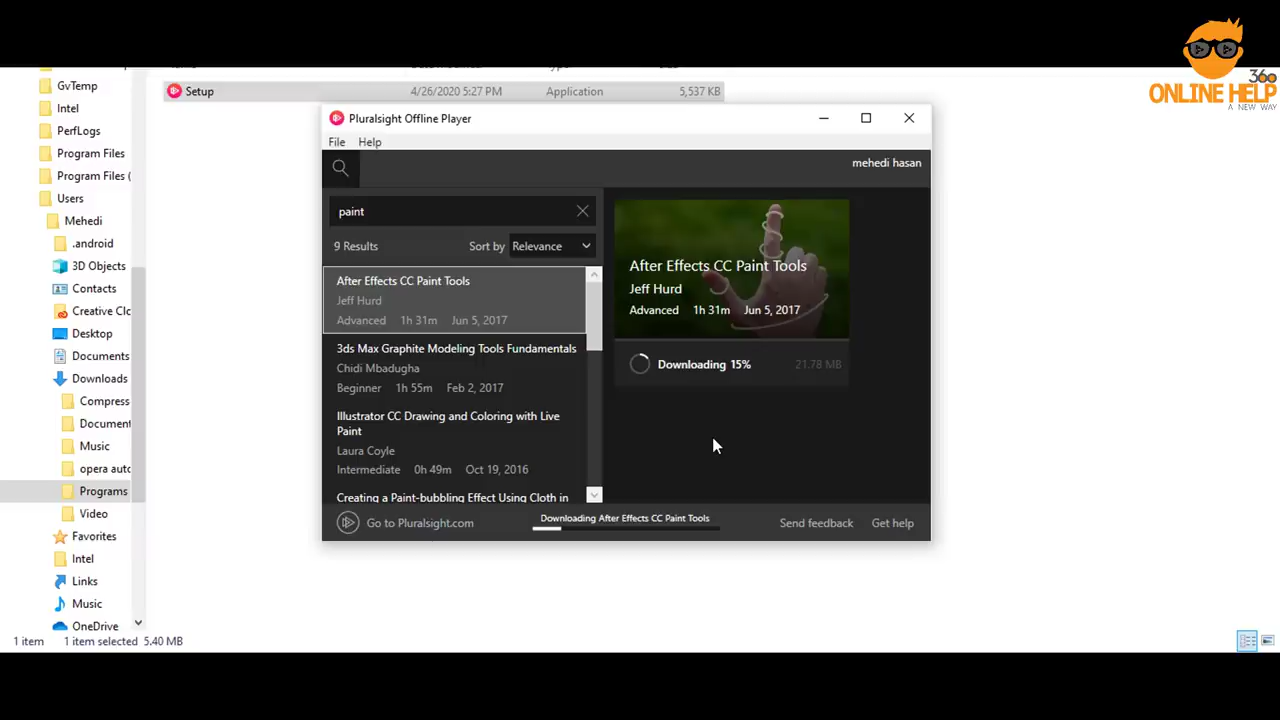 360
ONLINE HELP
A NEW WAY
GvTemp
Intel
PerfLogs
Program Files
Program Files (
Users
Mehedi
.android
3D Objects
Contacts
Creative Clo
Desktop
Documents
Downloads
Compress
Document
Music
opera auto
Programs
Video
Favorites
Intel
Links
Music
OneDrive
Setup 4/26/2020 5:27 PM Application 5,537 KB
Pluralsight Offline Player
File Help
mehedi hasan
paint
9 Results Sort by Relevance
After Effects CC Paint Tools
Jeff Hurd
Advanced 1h 31m Jun 5, 2017
3ds Max Graphite Modeling Tools Fundamentals
Chidi Mbadugha
Beginner 1h 55m Feb 2, 2017
Illustrator CC Drawing and Coloring with Live
Paint
Laura Coyle
Intermediate 0h 49m Oct 19, 2016
Creating a Paint-bubbling Effect Using Cloth in
After Effects CC Paint Tools
Jeff Hurd
Advanced 1h 31m Jun 5, 2017
Downloading 15% 21.78 MB
Go to Pluralsight.com
Downloading After Effects CC Paint Tools
Send feedback Get help
1 item 1 item selected 5.40 MB